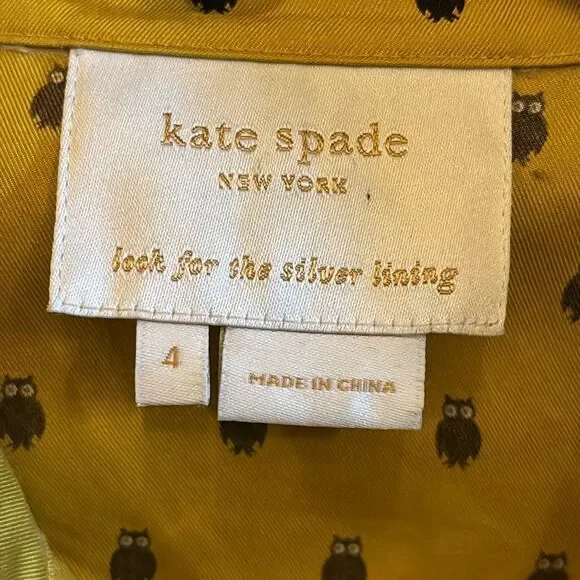 kate spade
NEW YORK
look for the silver lining
4
MADE IN CHINA